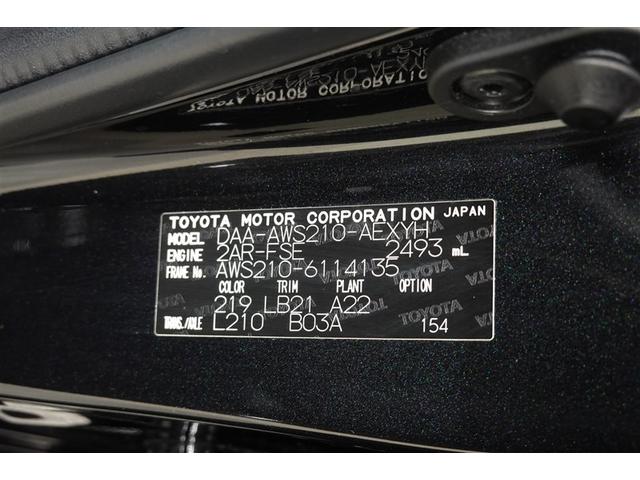 TOYOTA MOTOR CORPORATION JAPAN
MODEL DAA-AWS210-AEXYH
ENGINE 2AR-FSE 2493 mL
FRAME No. AWS210-6114135
COLOR TRIM PLANT OPTION
219 LB21 A22
TRANS./AXLE L210 B03A 154